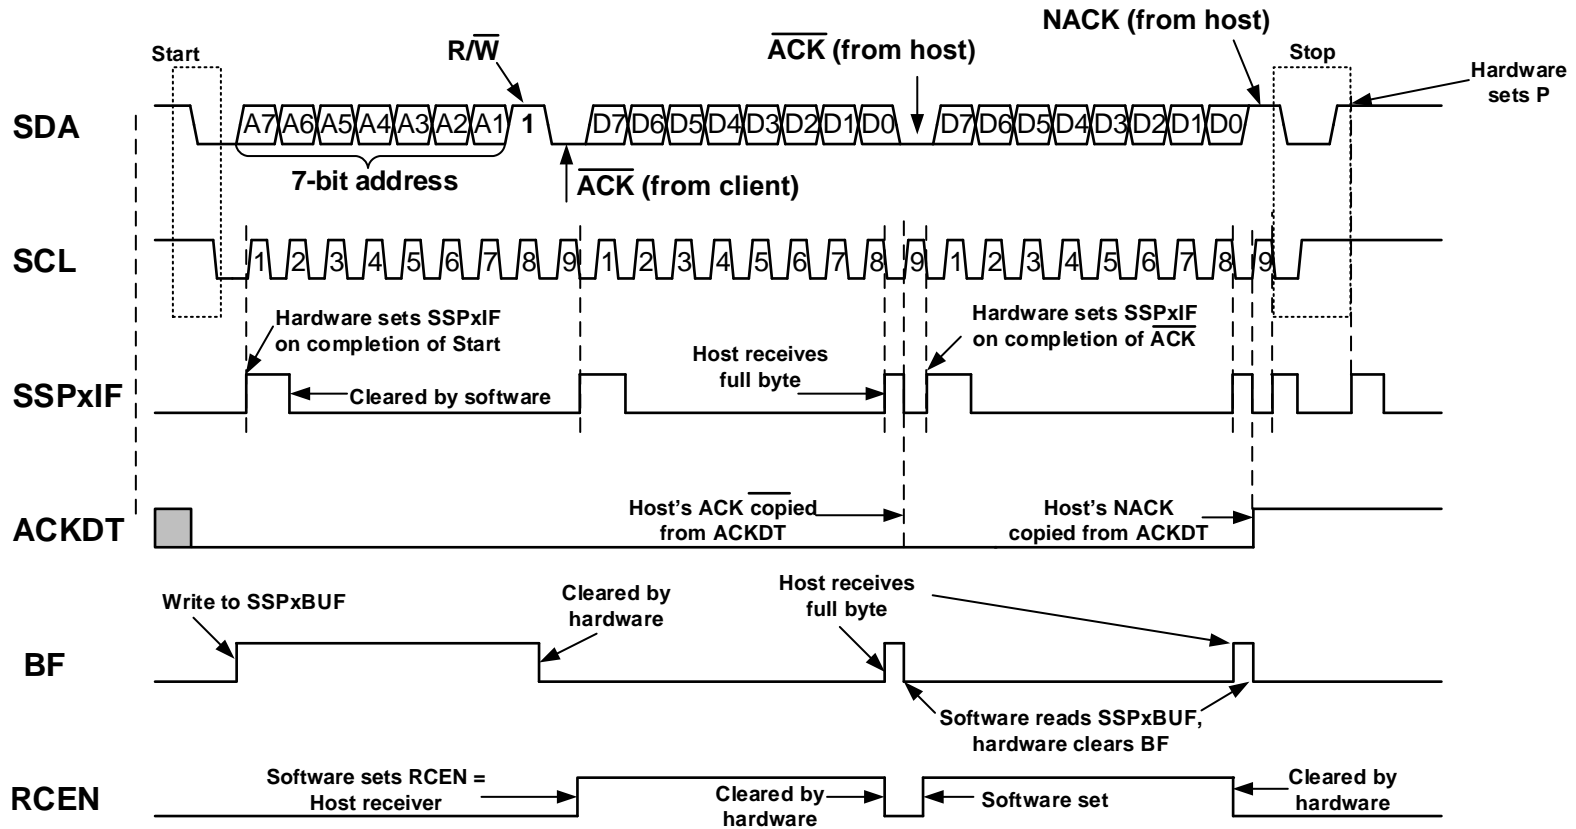 NACK (from host)
R/W
ACK (from host)
Start
Stop
Hardware
sets P
SDA
A7 A6 A5 A4 A3 A2 A1 1 D7 D6 D5 D4 D3 D2 D1 D0 D7 D6 D5 D4 D3 D2 D1 D0
7-bit address
ACK (from client)
SCL
1 2 3 4 5 6 7 8 9 1 2 3 4 5 6 7 8 9 1 2 3 4 5 6 7 8 9
Hardware sets SSPxIF
on completion of Start
Hardware sets SSPxIF
on completion of ACK
Host receives
full byte
SSPxIF
Cleared by software
ACKDT
Host's ACK copied
from ACKDT
Host's NACK
copied from ACKDT
Write to SSPxBUF
Cleared by
hardware
Host receives
full byte
BF
Software reads SSPxBUF,
hardware clears BF
RCEN
Software sets RCEN =
Host receiver
Cleared by
hardware
Software set
Cleared by
hardware